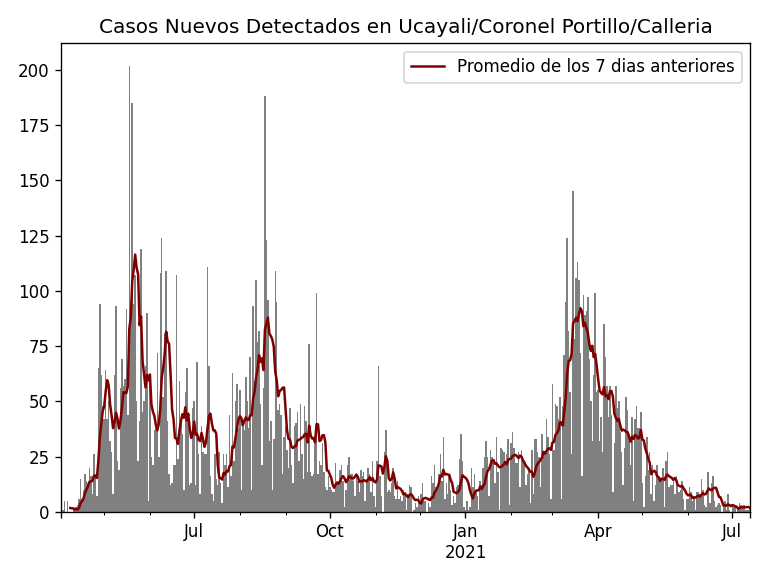 Casos Nuevos Detectados en Ucayali/Coronel Portillo/Calleria
Promedio de los 7 dias anteriores
200
175
150
125
100
75
50
25
0
Jul
Oct
Jan
2021
Apr
Jul